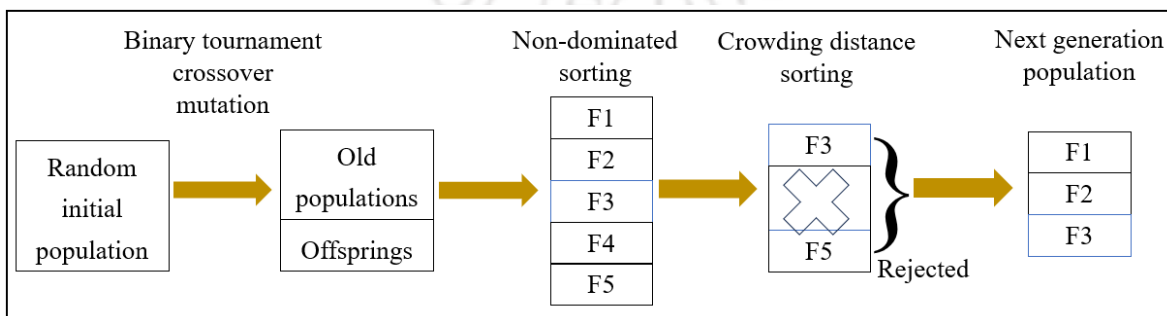 Binary tournament
crossover
mutation
Non-dominated
sorting
Crowding distance
sorting
Next generation
population
Random
initial
population
Old
populations
Offsprings
F1
F2
F3
F4
F5
F3
F5
Rejected
F1
F2
F3